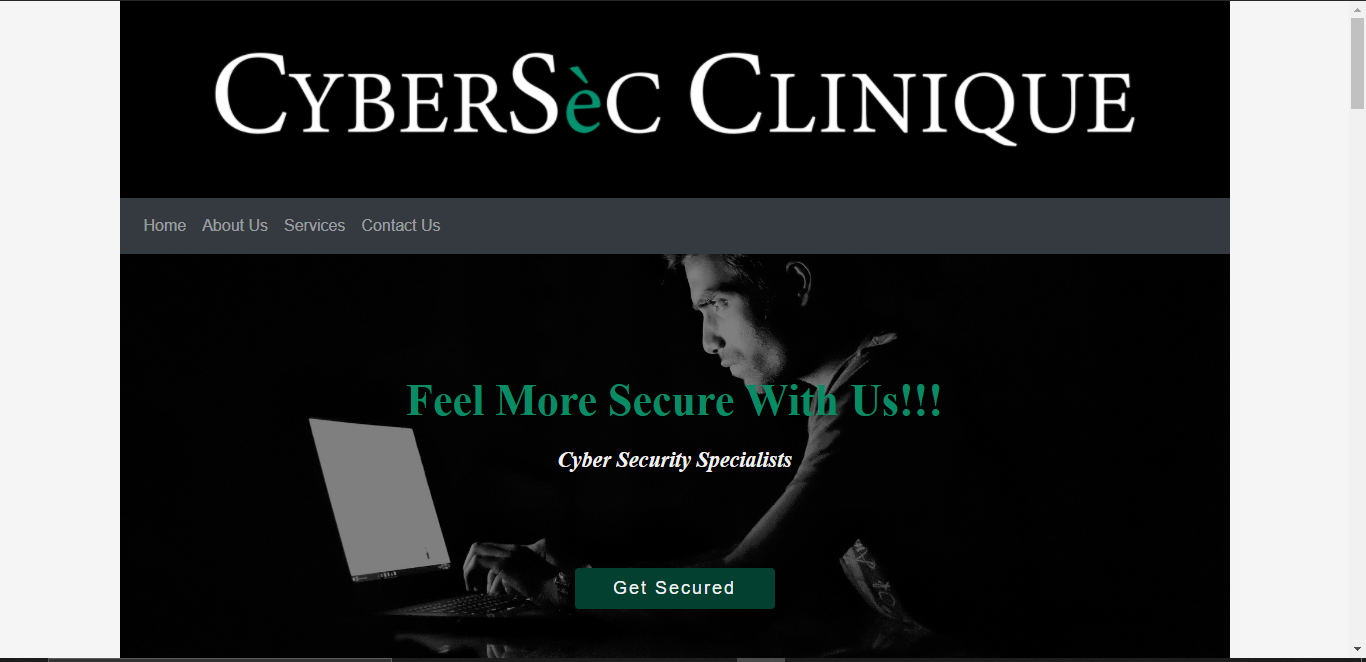 CyberSèc Clinique
Home About Us Services Contact Us
Feel More Secure With Us!!!
Cyber Security Specialists
Get Secured